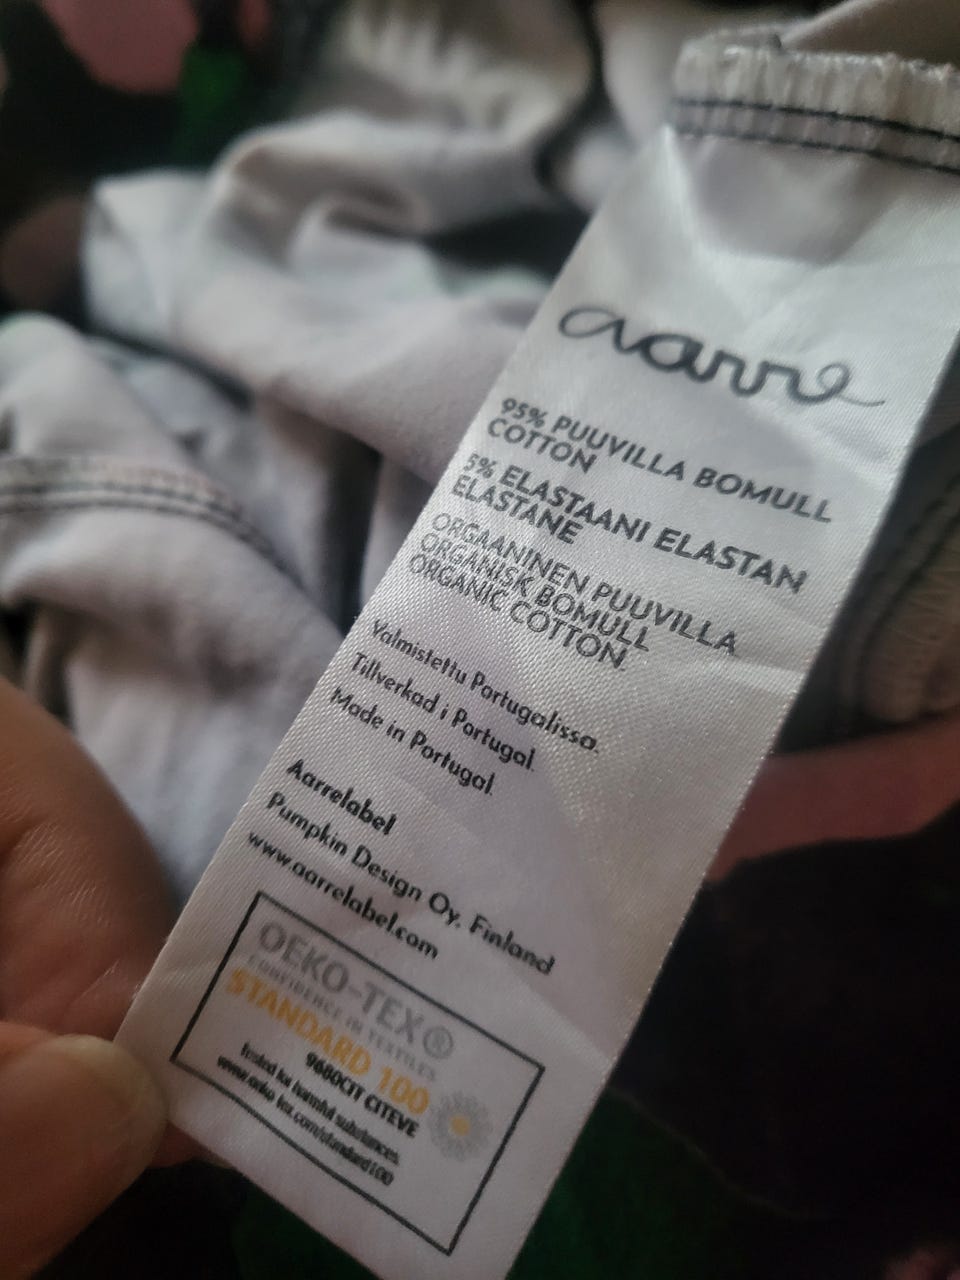 aarre
95% PUUVILLA BOMULL
COTTON
5% ELASTAANI ELASTAN
ELASTANE
ORGAANINEN PUUVILLA
ORGANISK BOMULL
ORGANIC COTTON
Valmistettu Portugalissa.
Tillverkad i Portugal.
Made in Portugal.
Aarrelabel
Pumpkin Design Oy. Finland
www.aarrelabel.com
OEKO-TEX®
CONFIDENCE IN TEXTILES
STANDARD 100
9680CIT CITEVE
tested for harmful substances.
www.oeko-tex.com/standard100